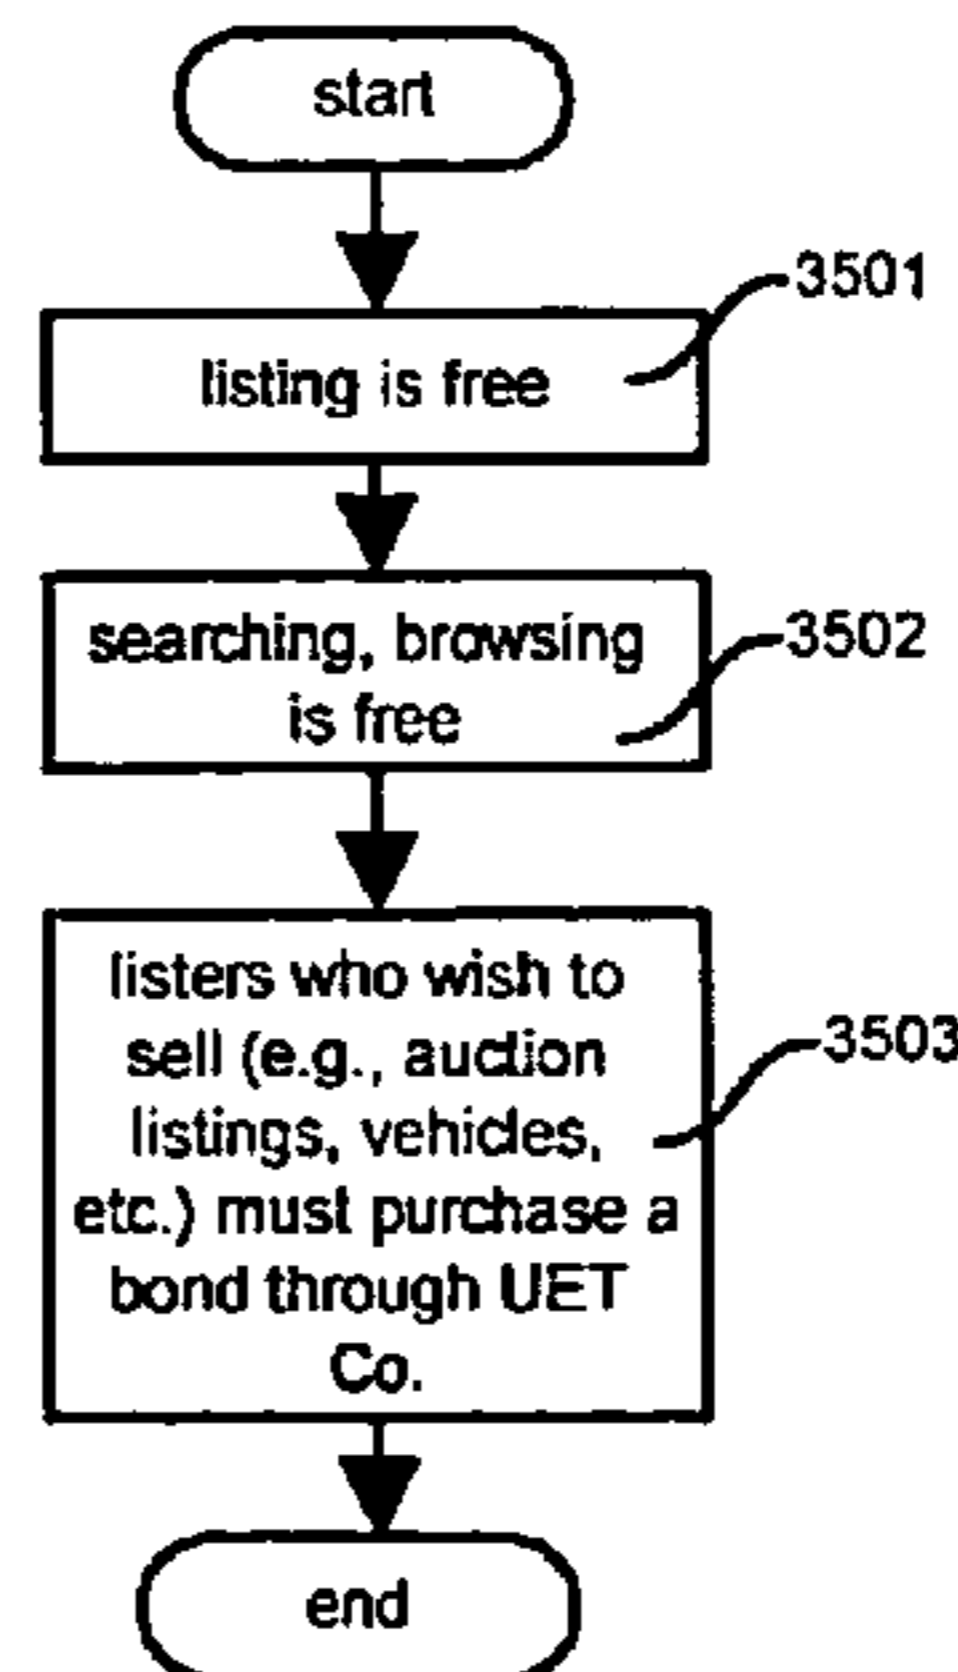 start
3501
listing is free
3502
searching, browsing
is free
listers who wish to
sell (e.g., auction
3503
listings, vehicles,
etc.) must purchase a
bond through UET
Co.
end